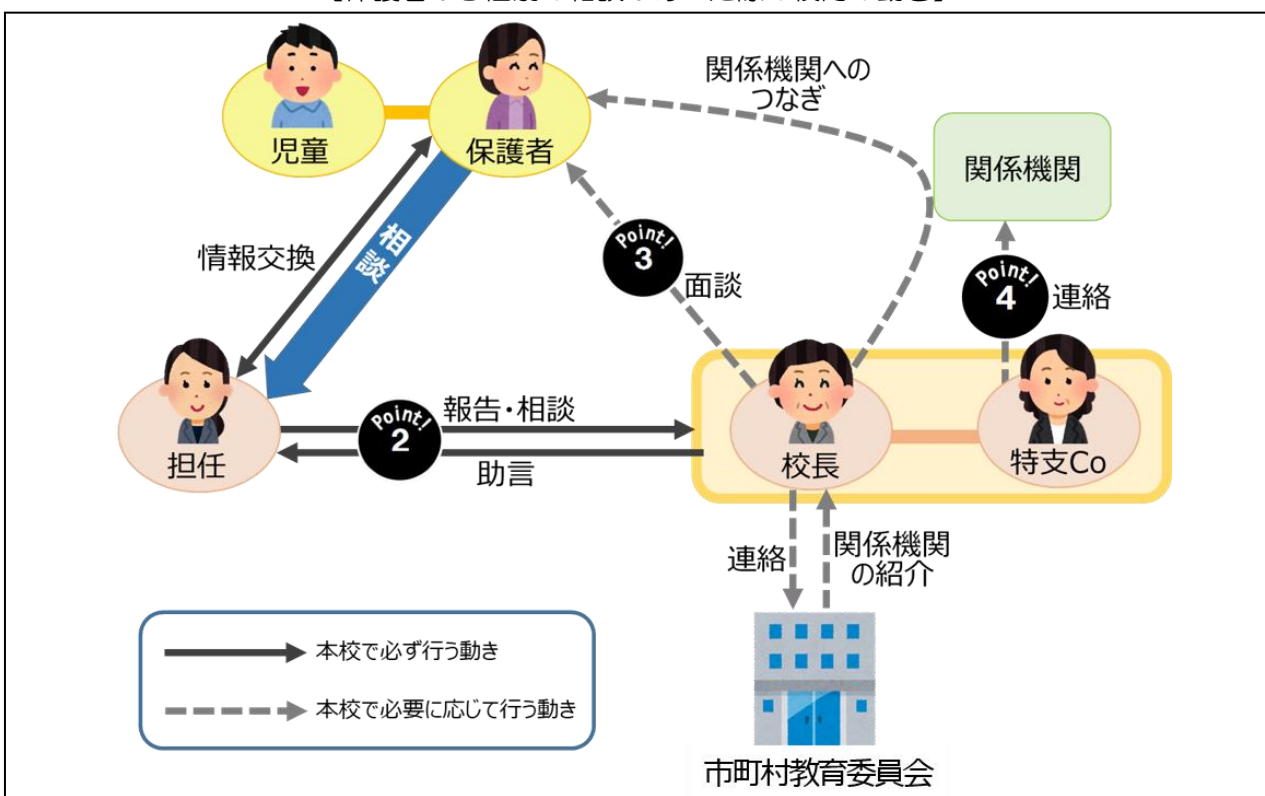 関係機関への
つなぎ
児童
保護者
関係機関
相談
情報交換
Point!
3
面談
Point!
4
連絡
報告・相談
Point!
2
助言
担任
校長
特支Co
連絡
関係機関
の紹介
本校で必ず行う動き
本校で必要に応じて行う動き
市町村教育委員会